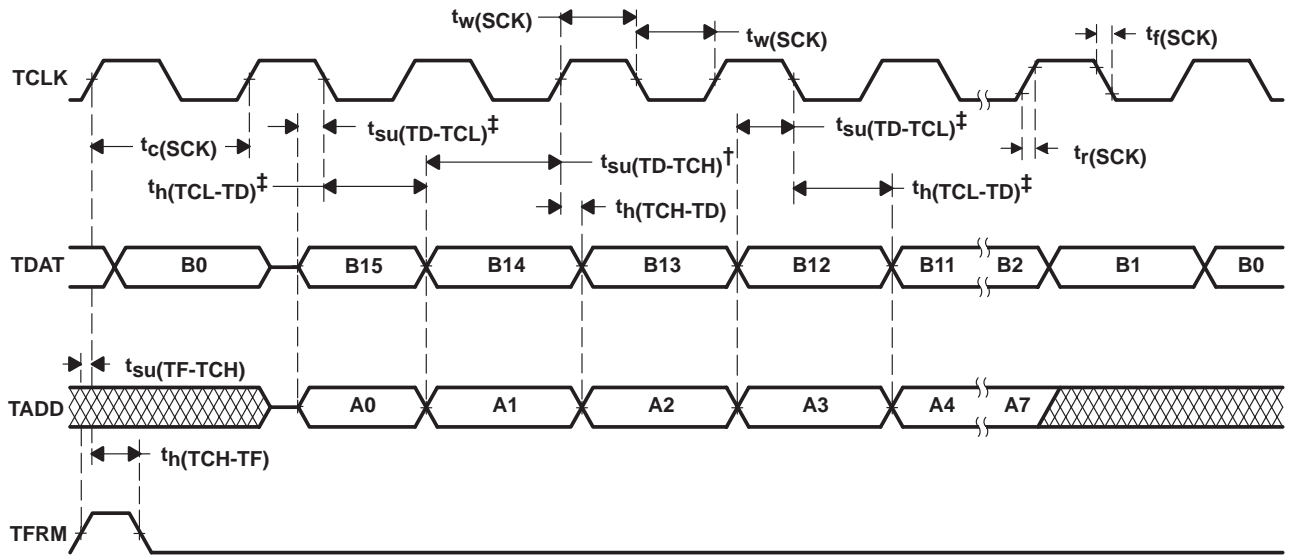 tw(SCK)
tw(SCK)
tf(SCK)
TCLK
tsu(TD-TCL)‡
tsu(TD-TCL)‡
tc(SCK)
tsu(TD-TCH)†
tr(SCK)
th(TCL-TD)‡
th(TCL-TD)‡
th(TCH-TD)
TDAT B0 B15 B14 B13 B12 B11 B2 B1 B0
tsu(TF-TCH)
TADD A0 A1 A2 A3 A4 A7
th(TCH-TF)
TFRM